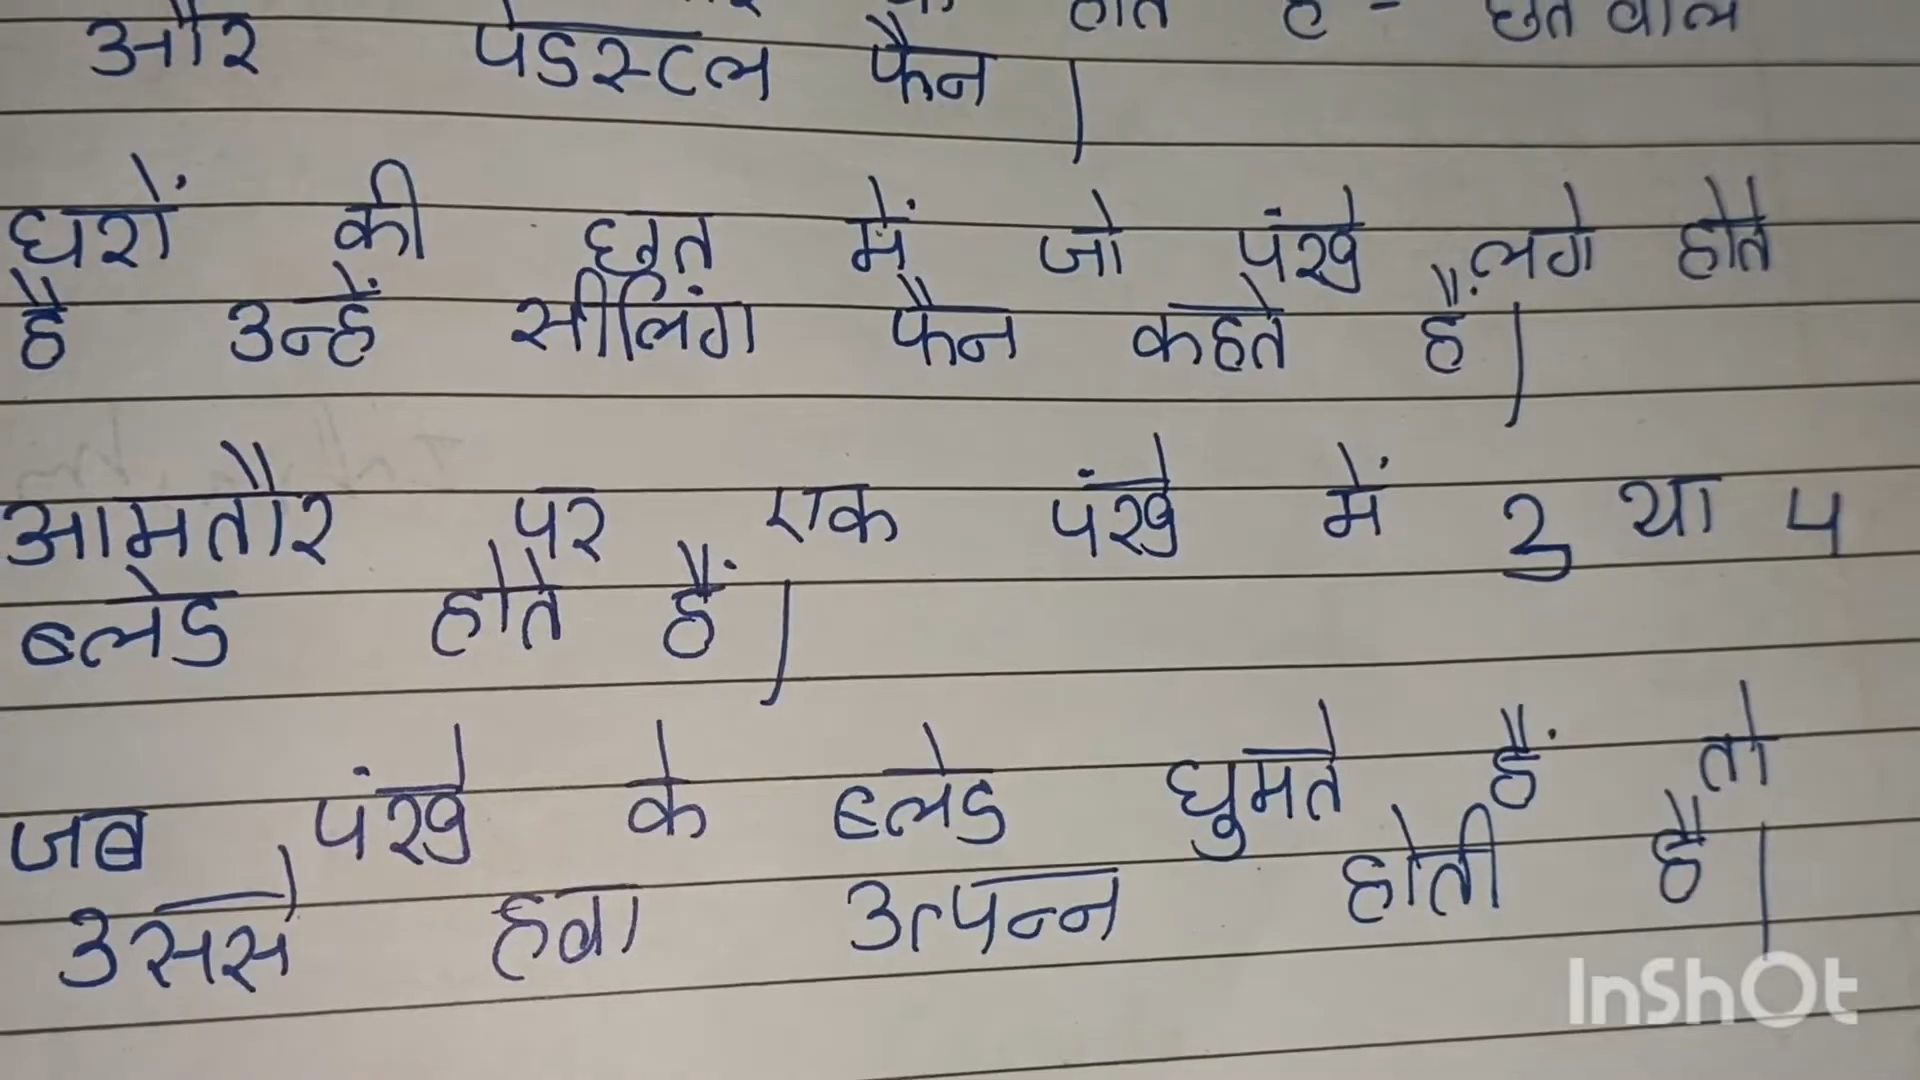 होते है - छत वाले
और पेडस्टल फैन |
घरों की छत में जो पंखे लगे होते
है उन्हें सीलिंग फैन कहते हैं |
आमतौर पर एक पंखे में 3 या 4
ब्लेड होते हैं |
जब पंखे के ब्लेड घुमते हैं तो
उससे हवा उत्पन्न होती है |
InShOt